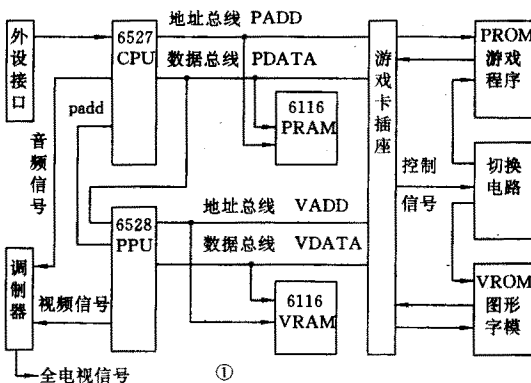 外设接口
6527
CPU
地址总线 PADD
数据总线 PDATA
padd
6116
PRAM
游戏卡插座
PROM
游戏
程序
音频信号
控制
信号
切换
电路
6528
PPU
地址总线 VADD
数据总线 VDATA
调制器
视频信号
6116
VRAM
VROM
图形
字模
全电视信号
①